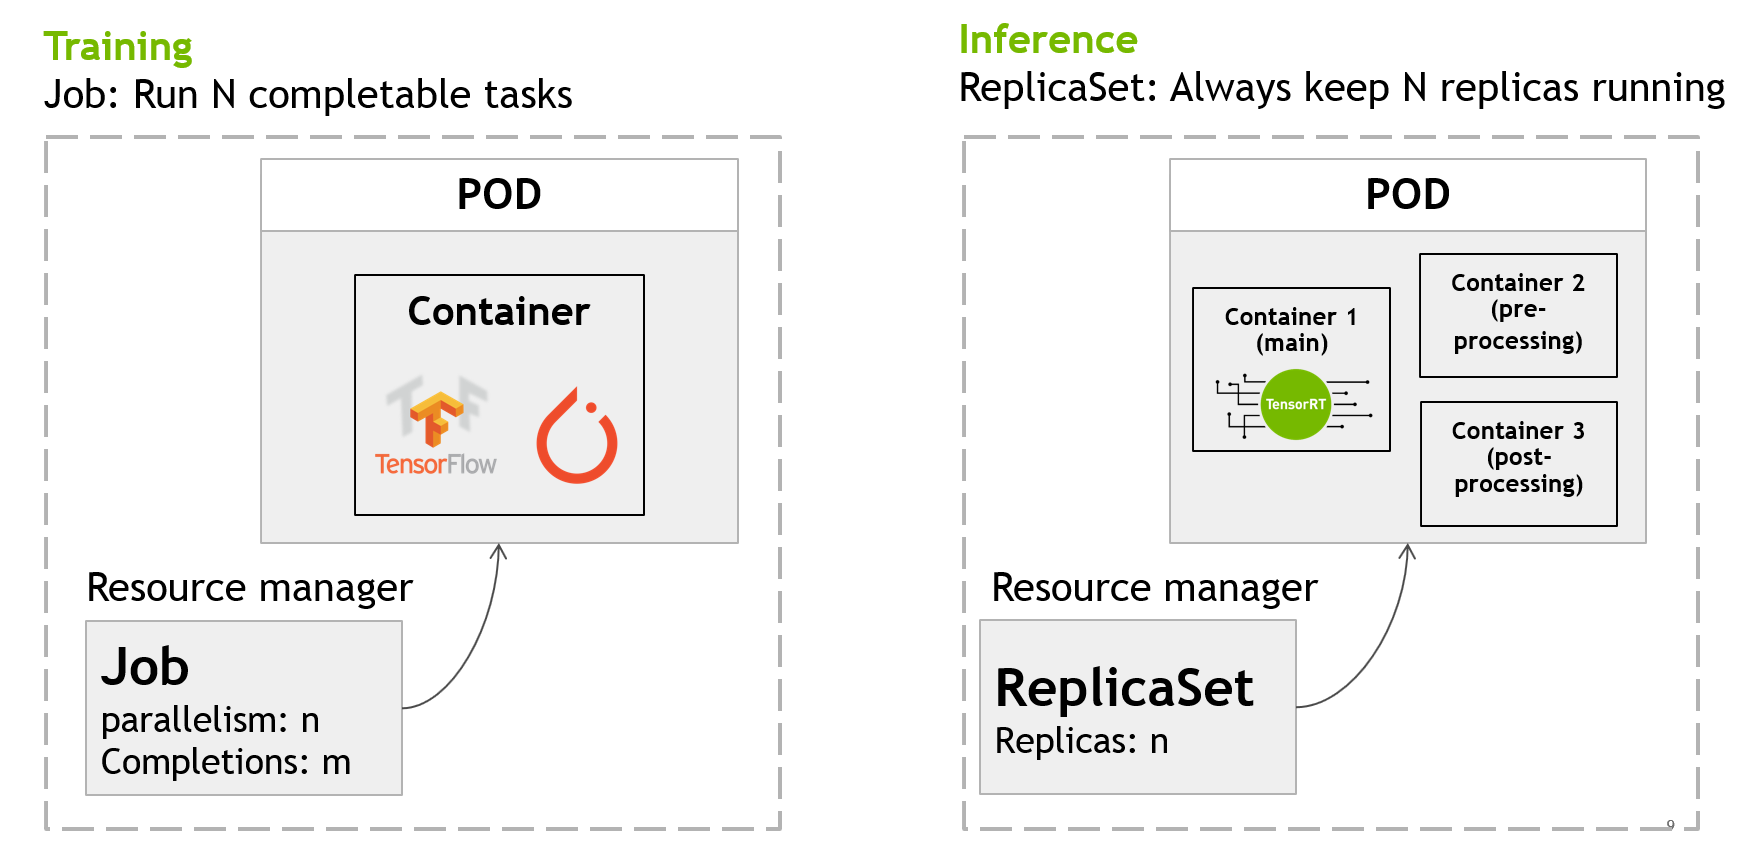 Training
Job: Run N completable tasks
POD
Container
TensorFlow
Resource manager
Job
parallelism: n
Completions: m
Inference
ReplicaSet: Always keep N replicas running
POD
Container 1
(main)
TensorRT
Container 2
(pre-
processing)
Container 3
(post-
processing)
Resource manager
ReplicaSet
Replicas: n
9